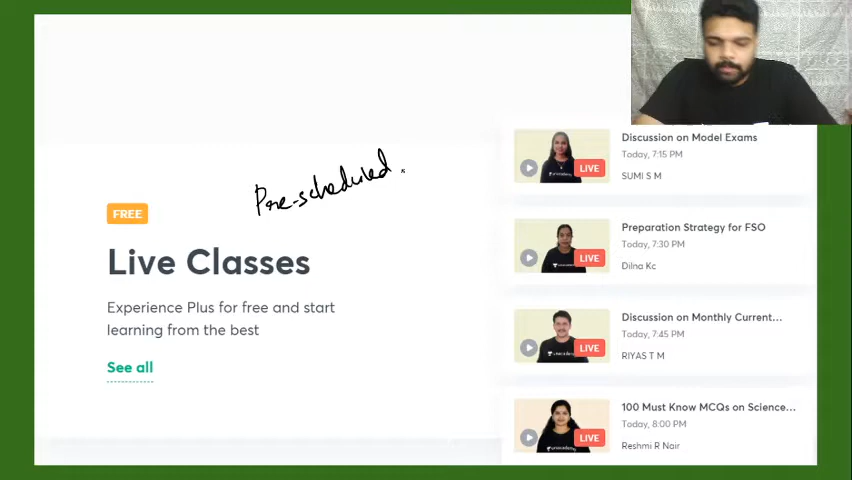 Pre-scheduled
FREE
Live Classes
Experience Plus for free and start
learning from the best
See all
LIVE
Discussion on Model Exams
Today, 7:15 PM
SUMI S M
LIVE
Preparation Strategy for FSO
Today, 7:30 PM
Dilna Kc
LIVE
Discussion on Monthly Current...
Today, 7:45 PM
RIYAS T M
LIVE
100 Must Know MCQs on Science...
Today, 8:00 PM
Reshmi R Nair